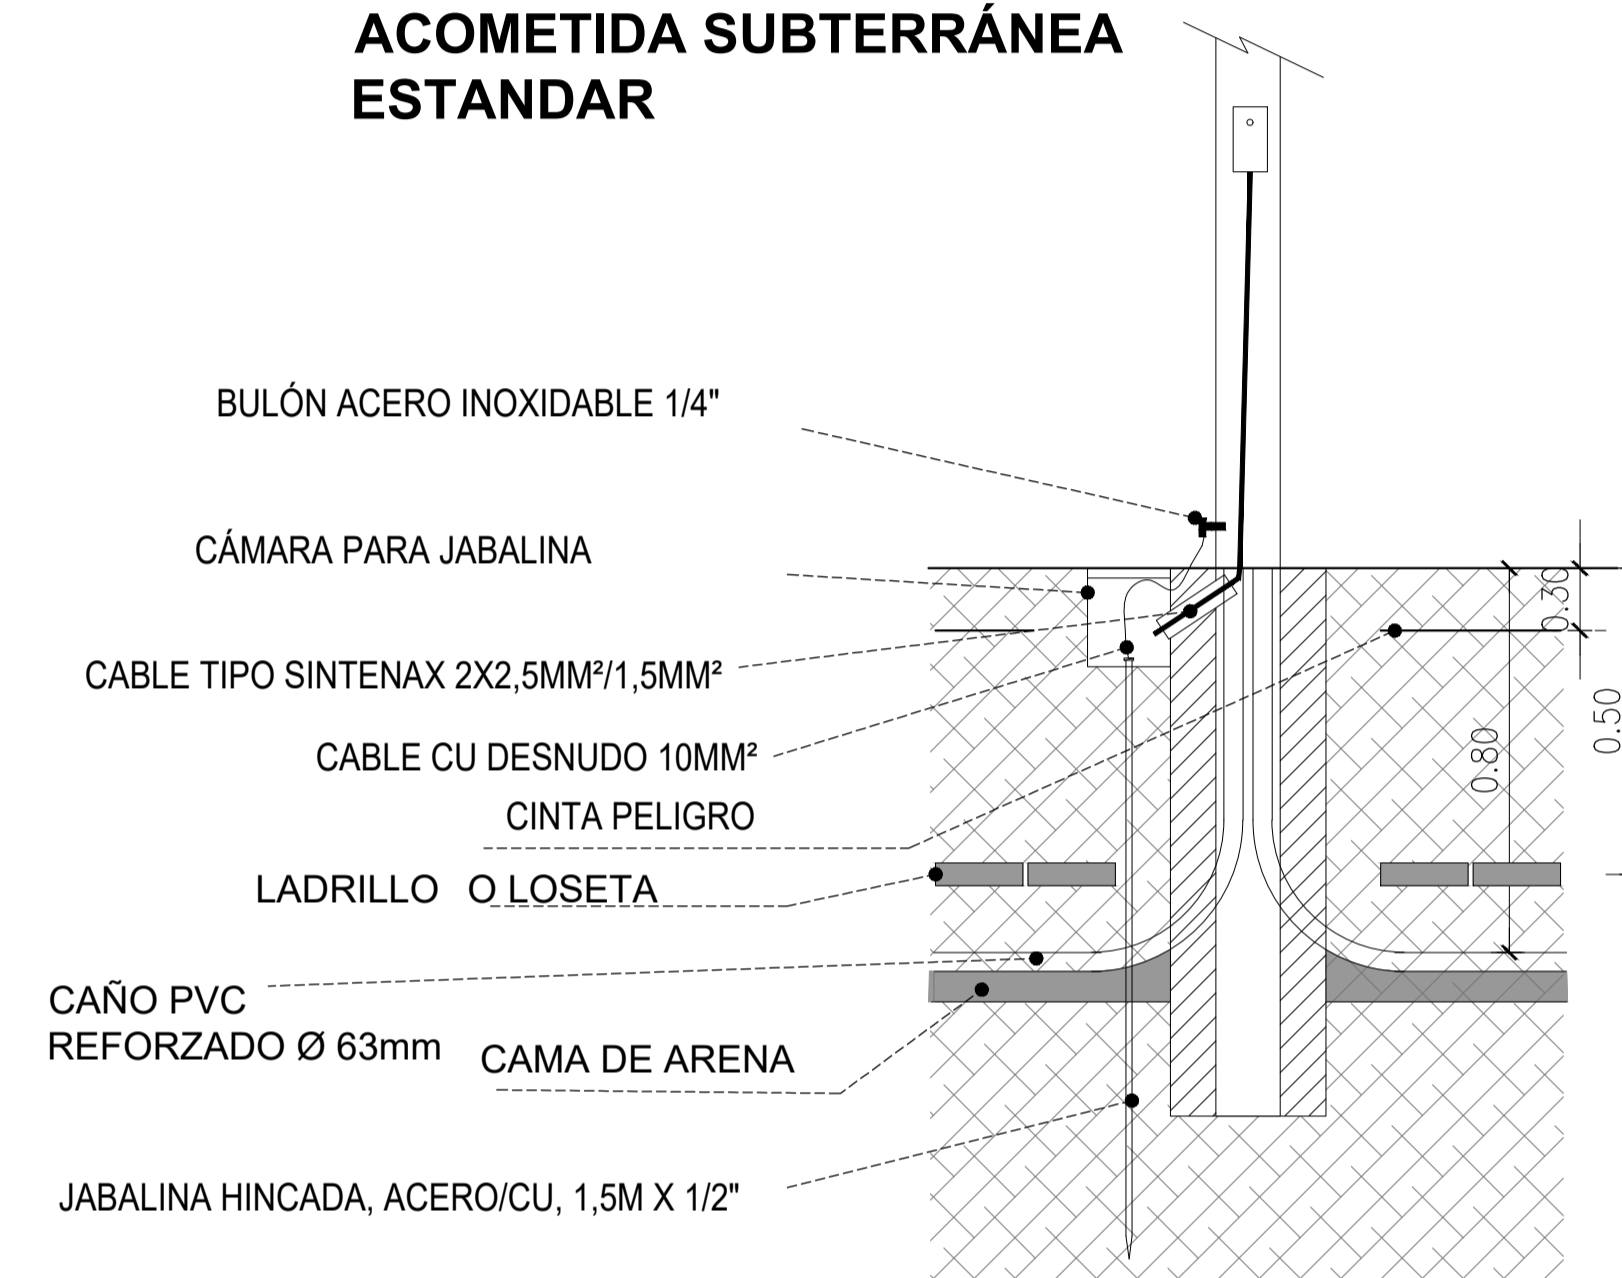 ACOMETIDA SUBTERRÁNEA
ESTANDAR
BULÓN ACERO INOXIDABLE 1/4"
CÁMARA PARA JABALINA
CABLE TIPO SINTENAX 2X2,5MM²/1,5MM²
CABLE CU DESNUDO 10MM²
CINTA PELIGRO
LADRILLO O LOSETA
CAÑO PVC
REFORZADO Ø 63mm
CAMA DE ARENA
JABALINA HINCADA, ACERO/CU, 1,5M X 1/2"
0.30
0.50
0.80